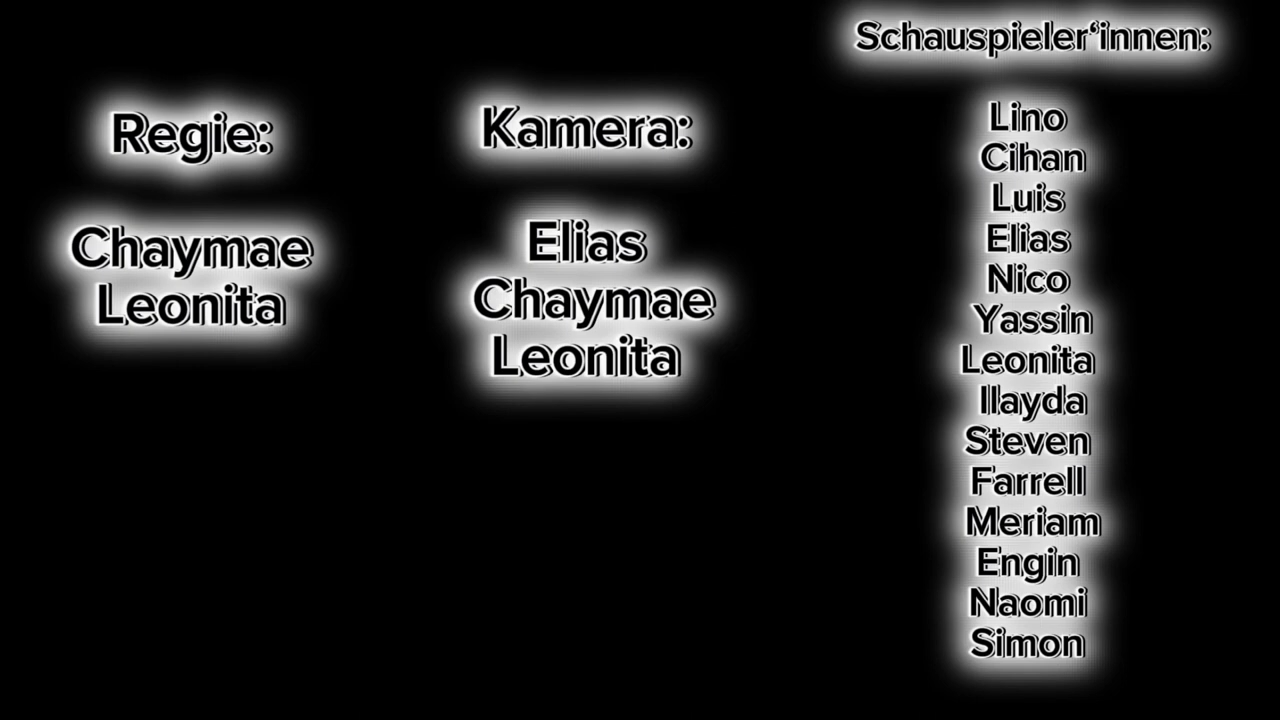 Regie:
Chaymae
Leonita
Kamera:
Elias
Chaymae
Leonita
Schauspieler‘innen:
Lino
Cihan
Luis
Elias
Nico
Yassin
Leonita
Ilayda
Steven
Farrell
Meriam
Engin
Naomi
Simon